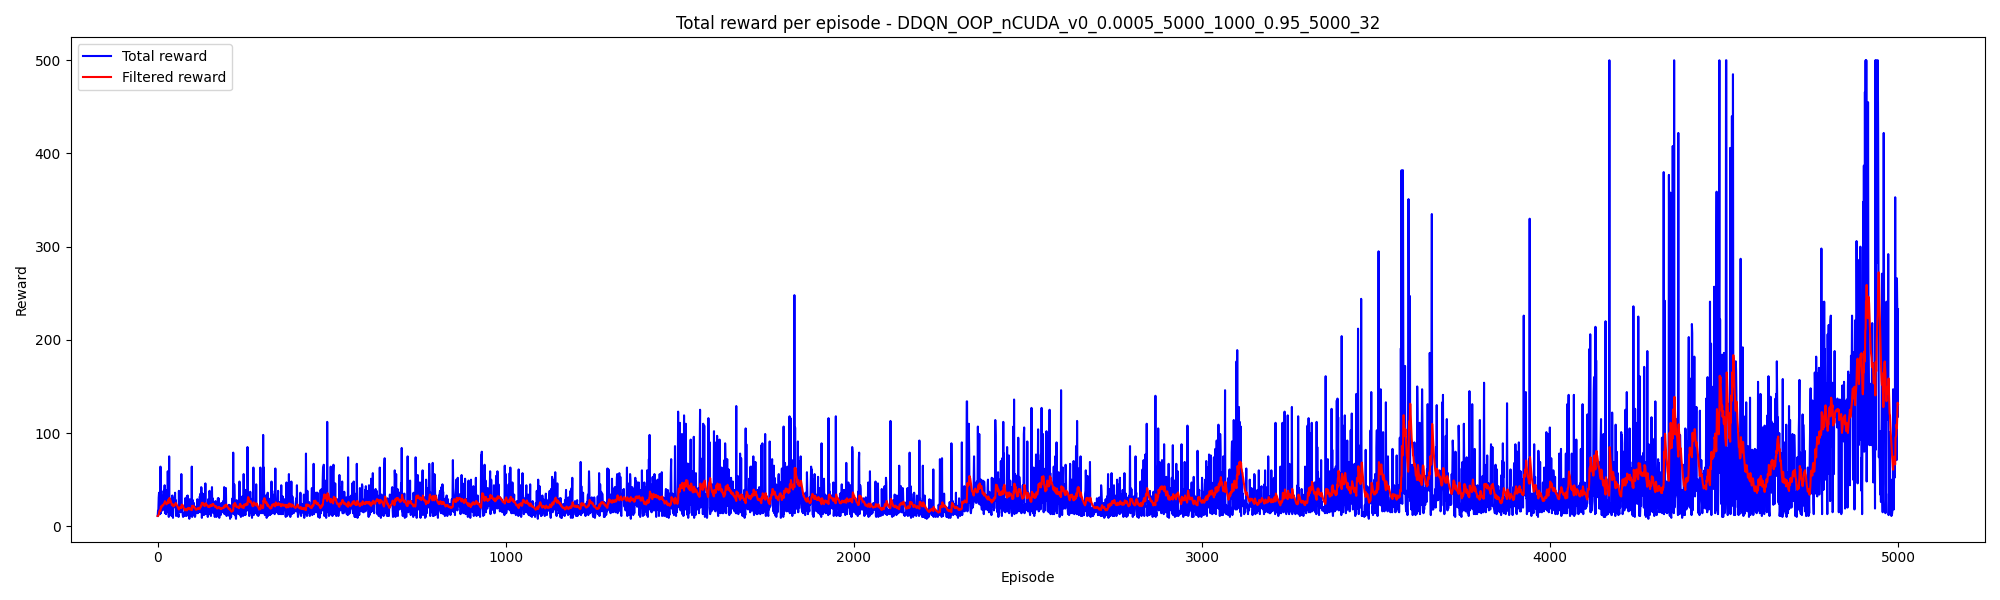 Total reward per episode - DDQN_OOP_nCUDA_v0_0.0005_5000_1000_0.95_5000_32
Total reward
Filtered reward
500
400
300
200
100
0
Reward
0 1000 2000 3000 4000 5000
Episode